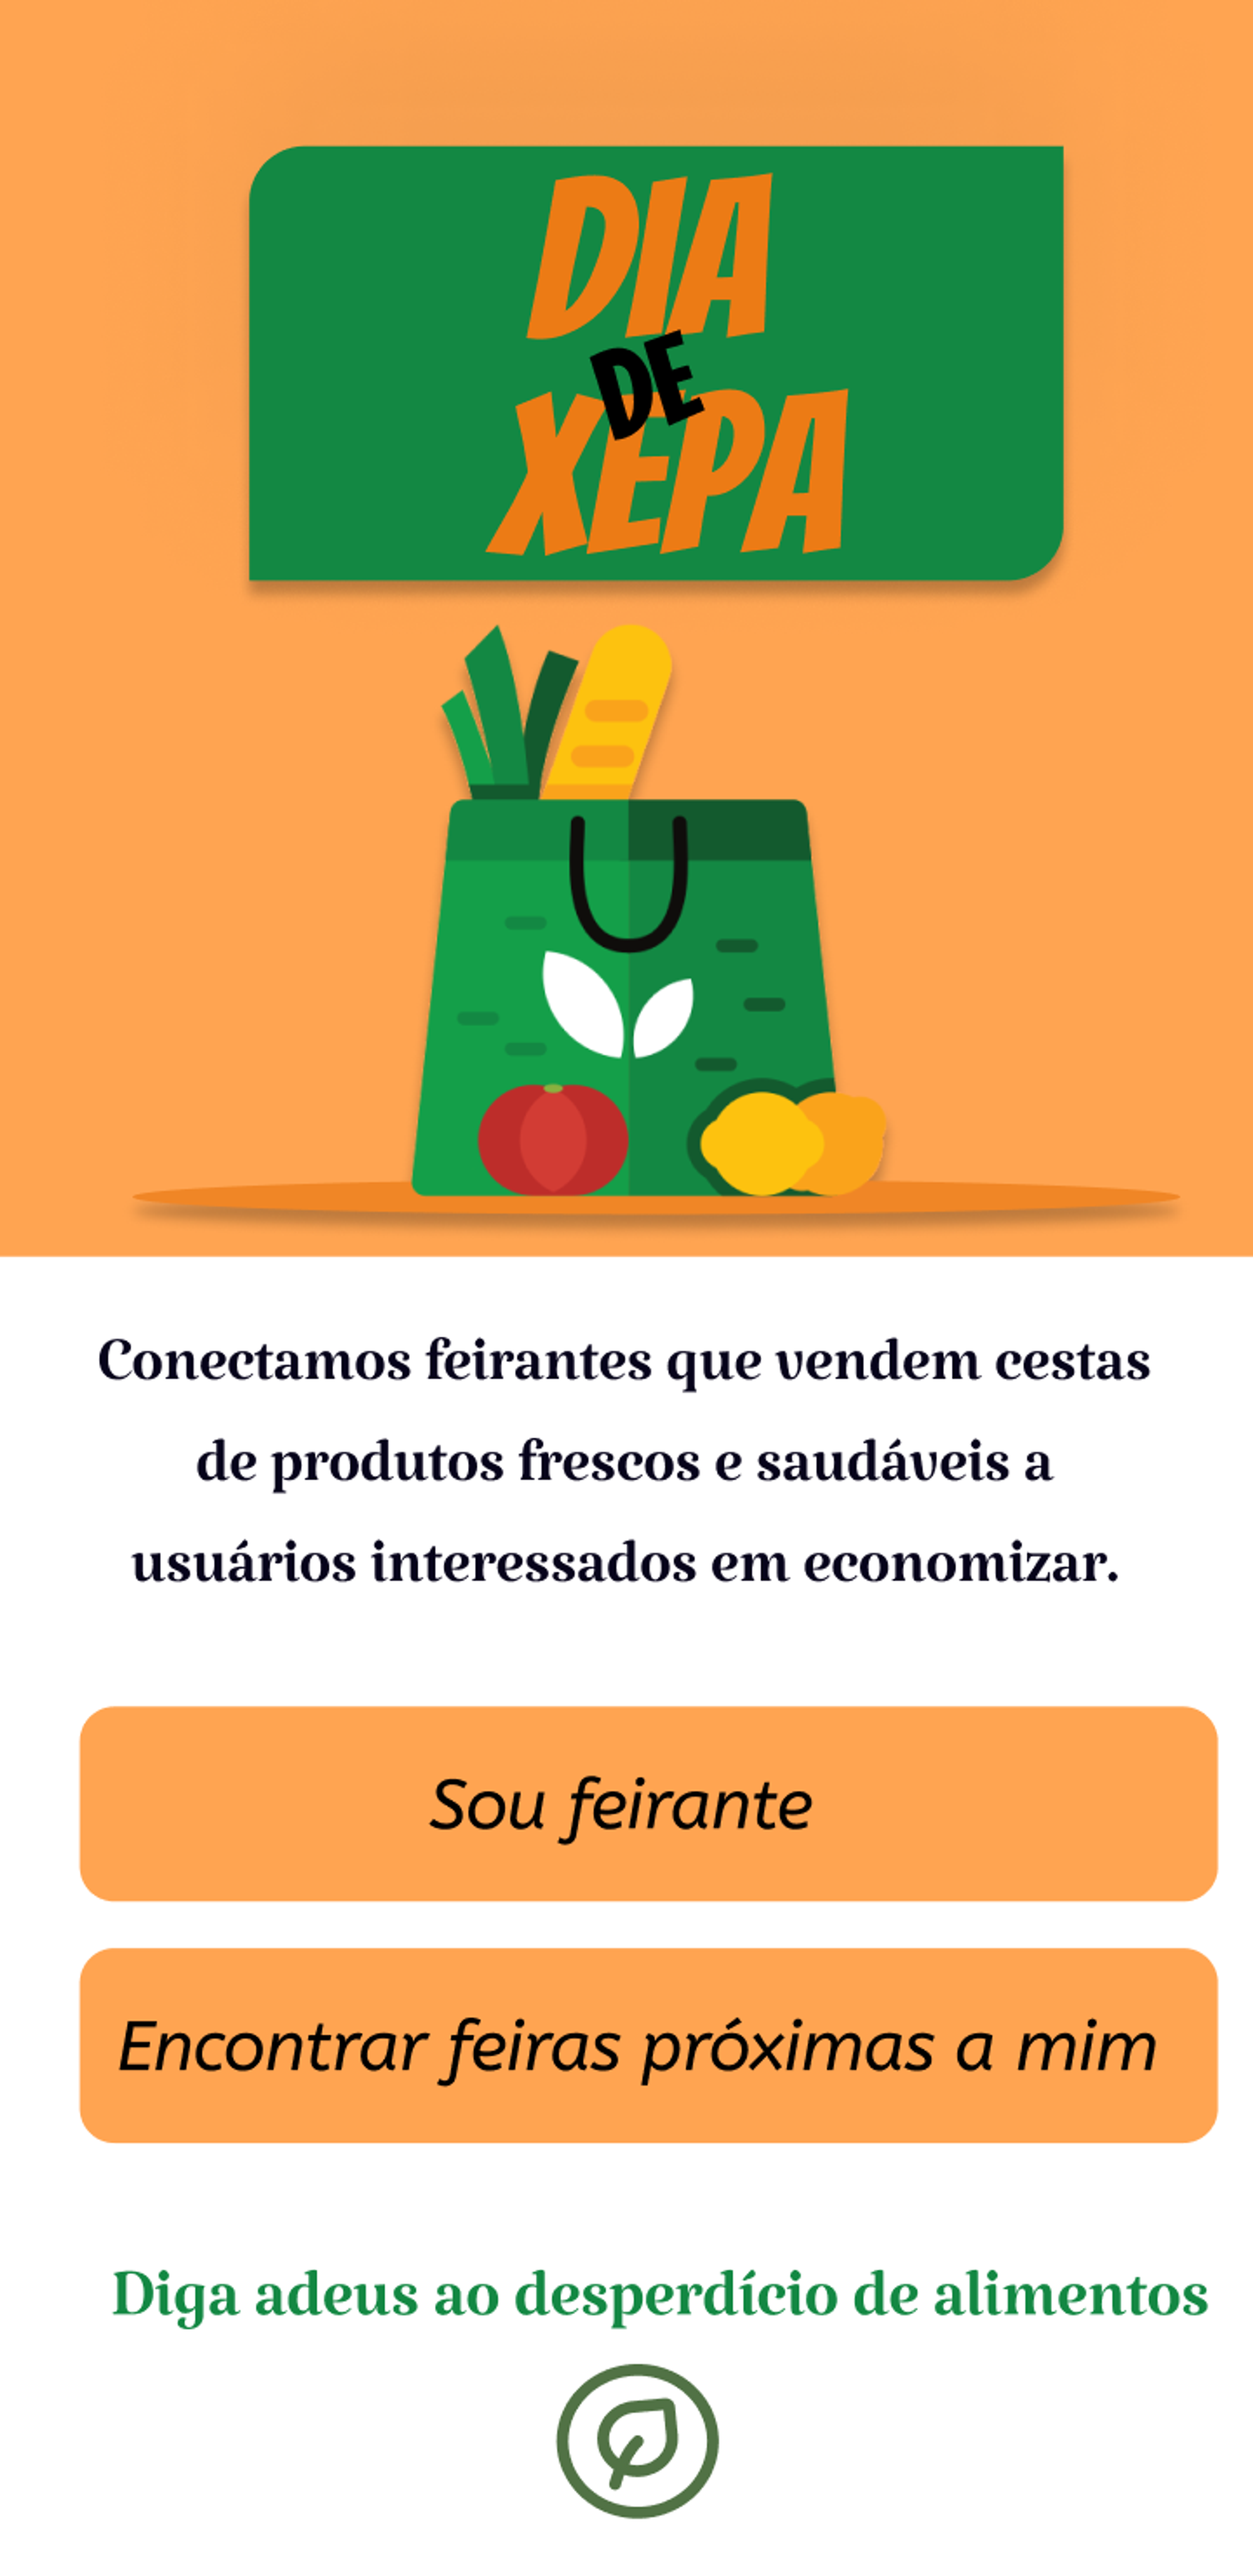 DIA
DE
XEPA
Conectamos feirantes que vendem cestas
de produtos frescos e saudáveis a
usuários interessados em economizar.
Sou feirante
Encontrar feiras próximas a mim
Diga adeus ao desperdício de alimentos